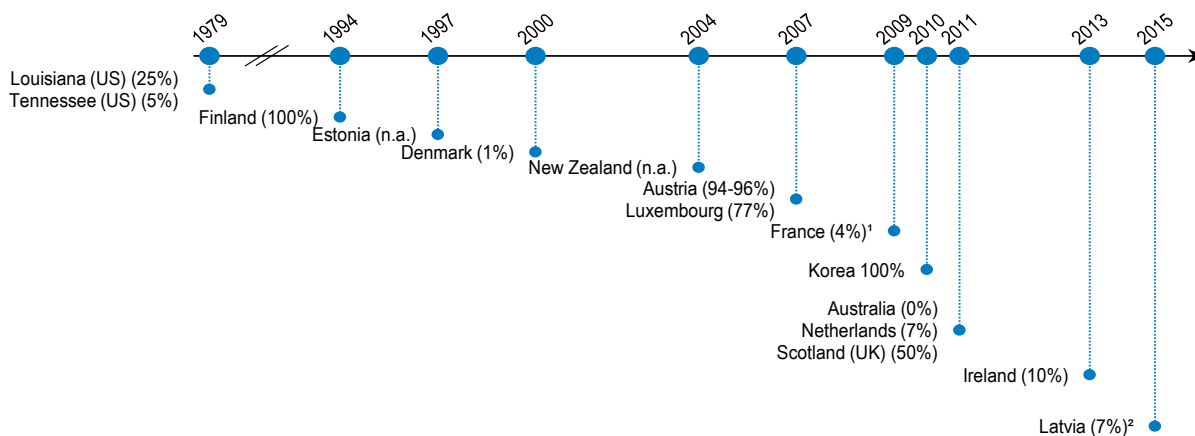 1979
1994
1997
2000
2004
2007
2009
2010
2011
2013
2015
Louisiana (US) (25%)
Tennessee (US) (5%)
Finland (100%)
Estonia (n.a.)
Denmark (1%)
New Zealand (n.a.)
Austria (94-96%)
Luxembourg (77%)
France (4%)¹
Korea 100%
Australia (0%)
Netherlands (7%)
Scotland (UK) (50%)
Ireland (10%)
Latvia (7%)²